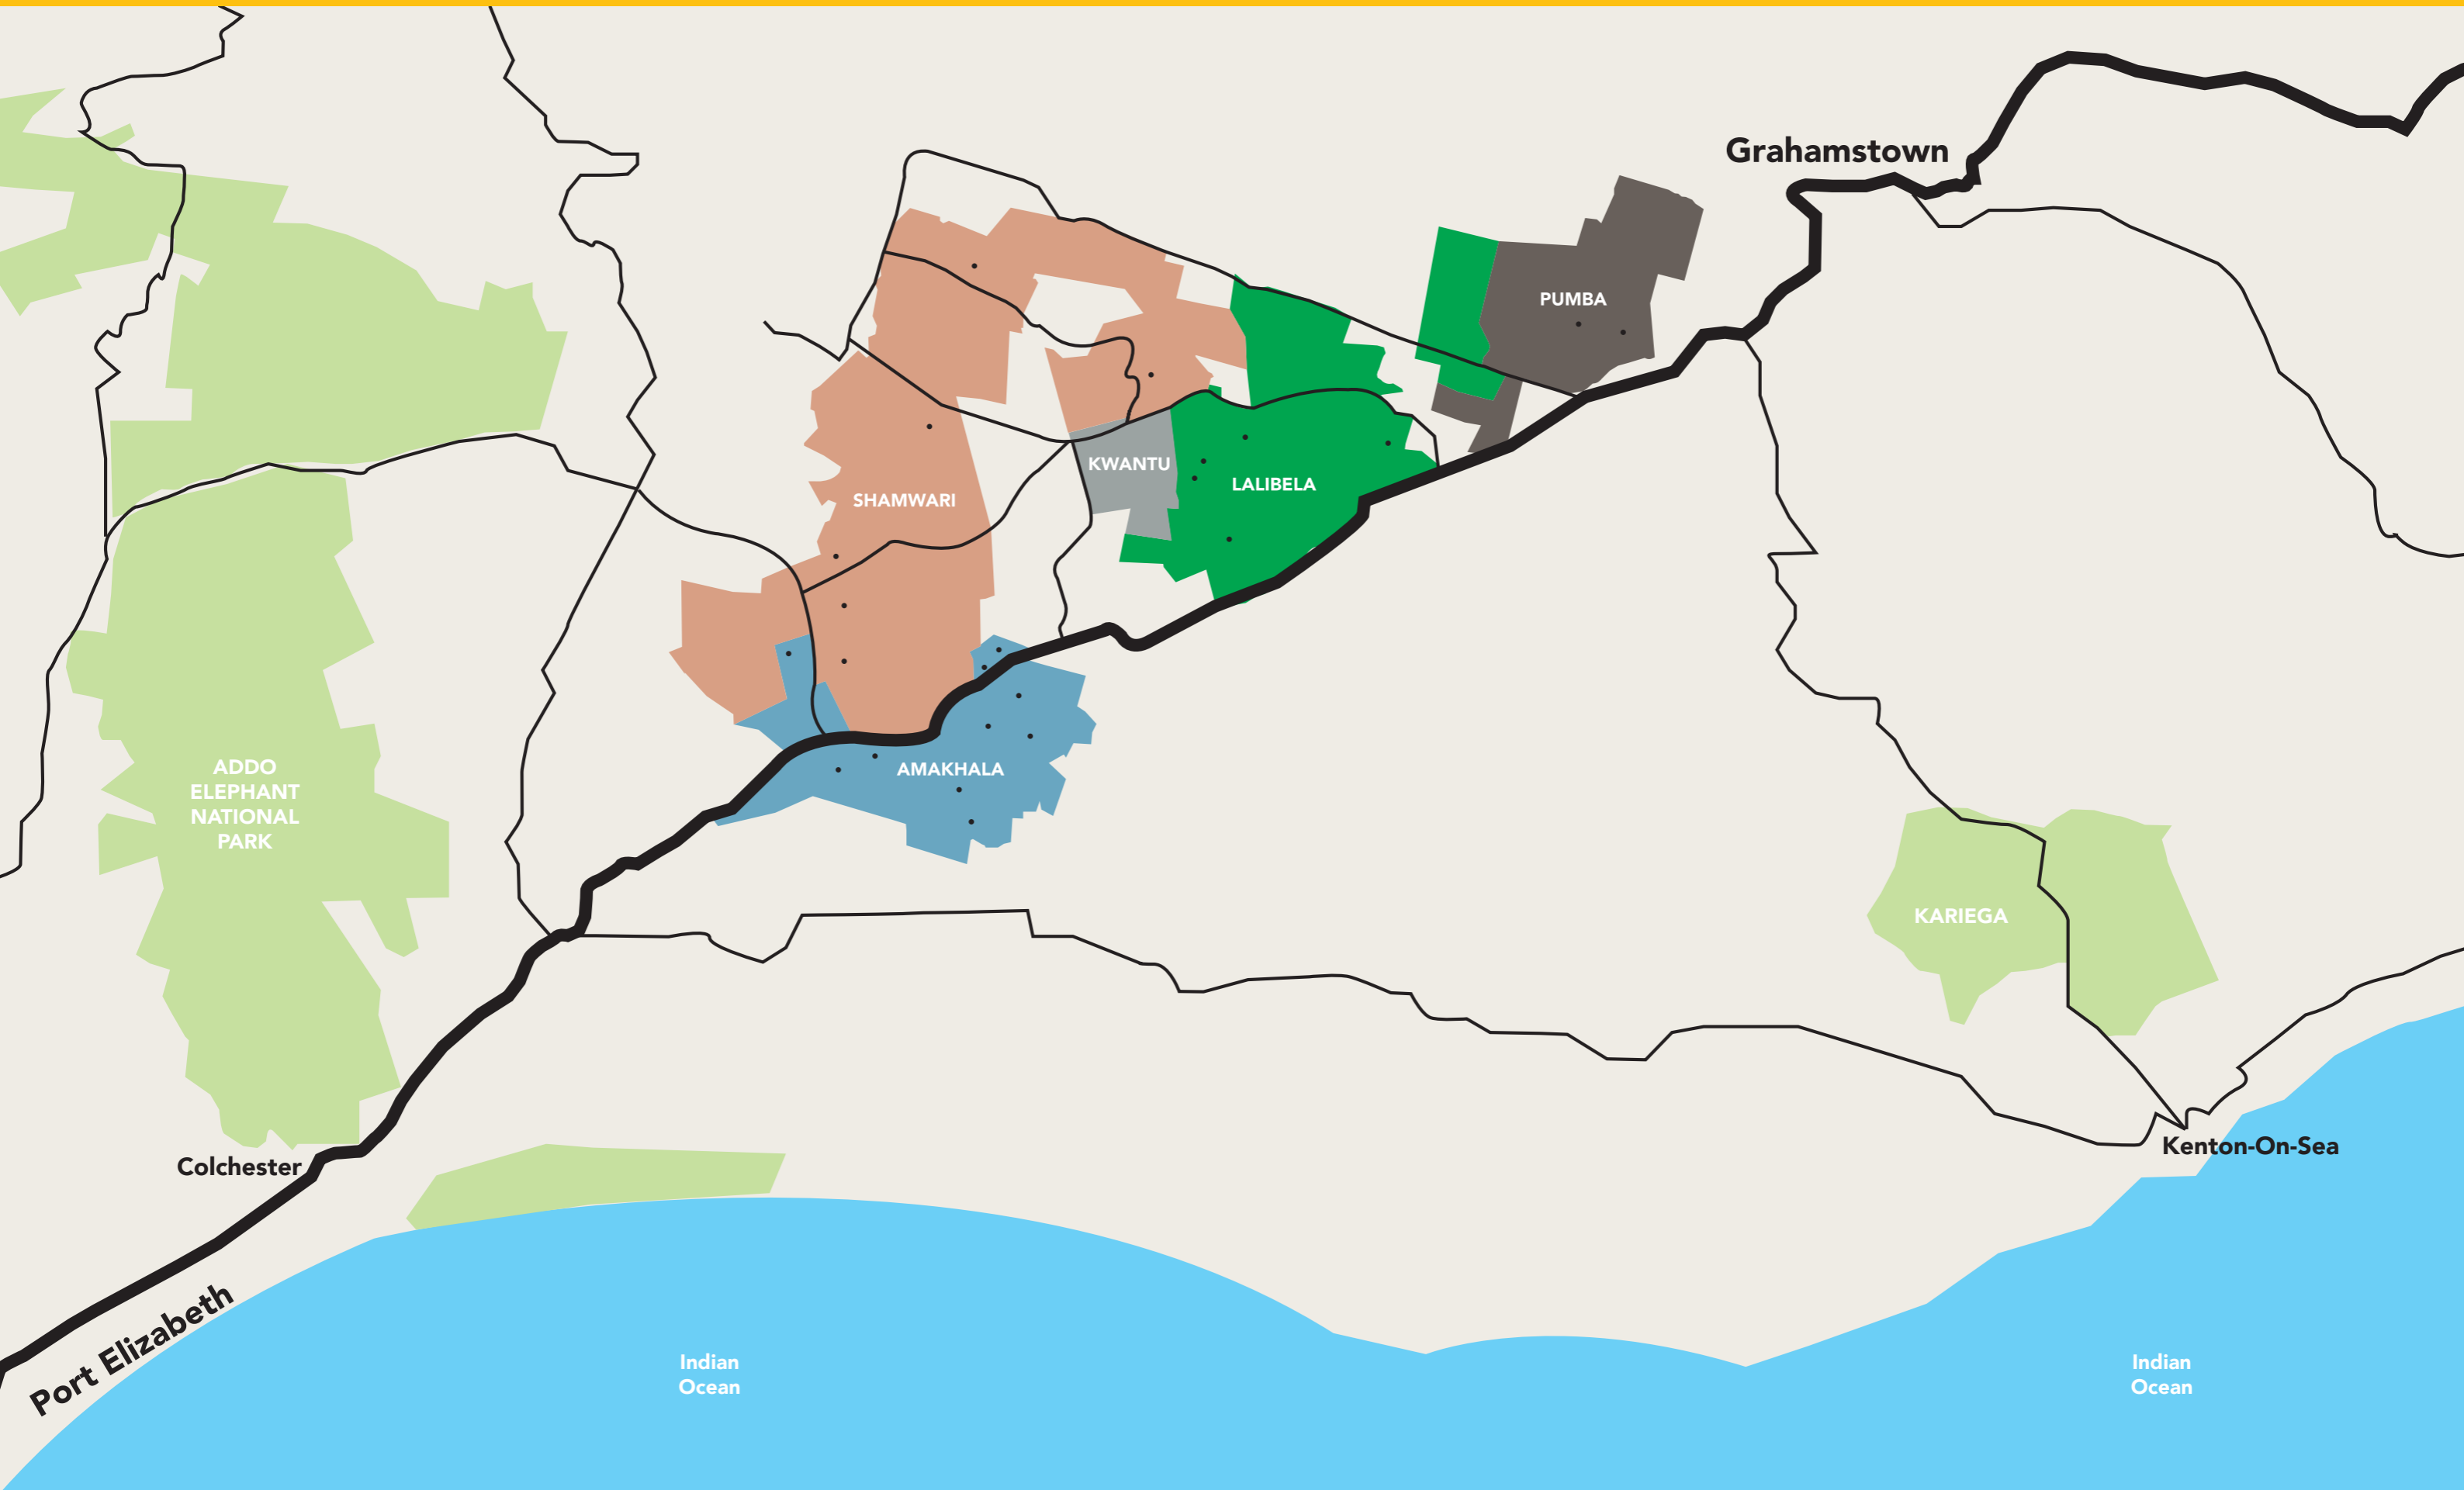 Grahamstown
PUMBA
KWANTU
LALIBELA
SHAMWARI
AMAKHALA
ADDO
ELEPHANT
NATIONAL
PARK
KARIEGA
Colchester
Kenton-On-Sea
Port Elizabeth
Indian
Ocean
Indian
Ocean